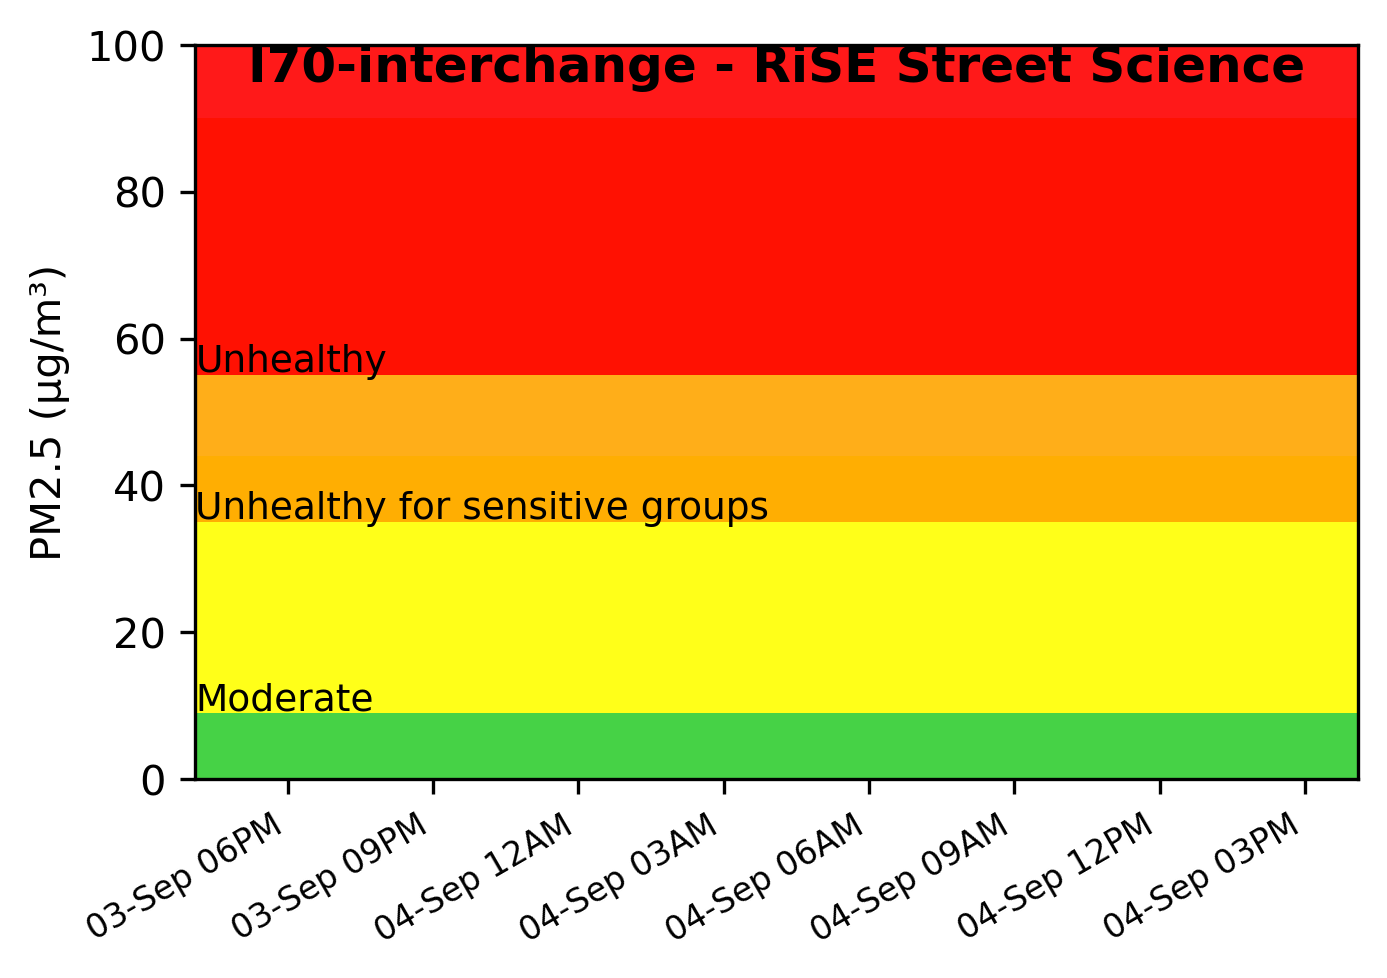 I70-interchange - RiSE Street Science
PM2.5 (µg/m³)
100
80
60
40
20
0
Unhealthy
Unhealthy for sensitive groups
Moderate
03-Sep 06PM
03-Sep 09PM
04-Sep 12AM
04-Sep 03AM
04-Sep 06AM
04-Sep 09AM
04-Sep 12PM
04-Sep 03PM